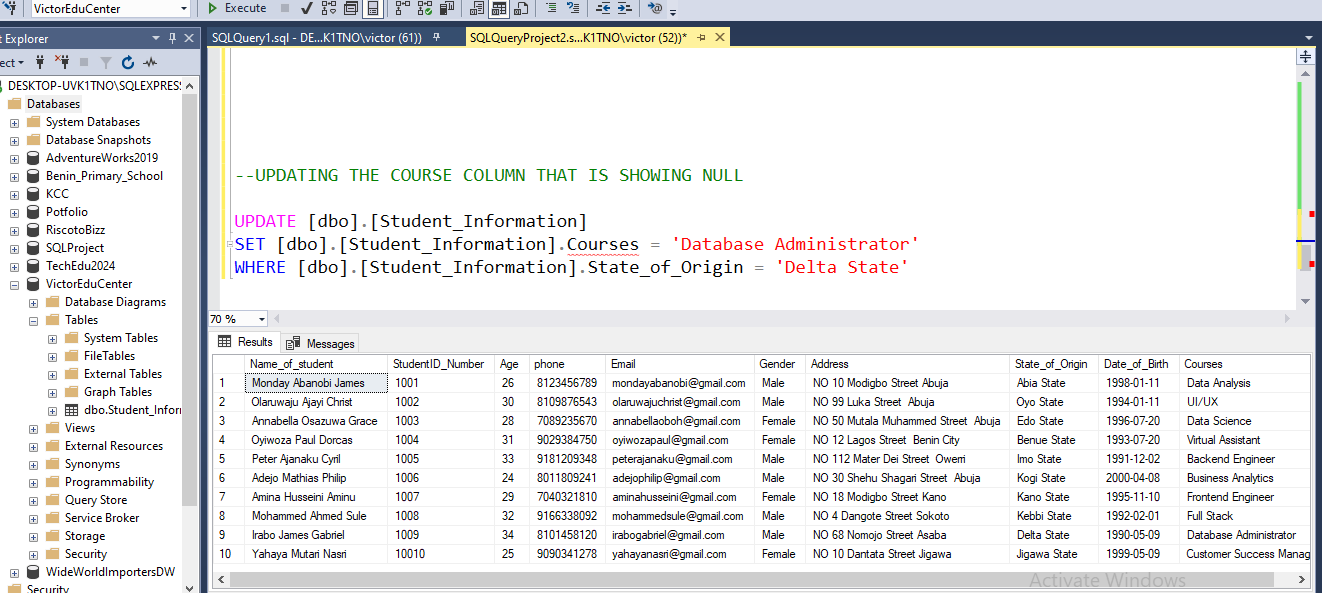 VictorEduCenter Execute
t Explorer
ect
DESKTOP-UVK1TNO\SQLEXPRES
Databases
System Databases
Database Snapshots
AdventureWorks2019
Benin_Primary_School
KCC
Potfolio
RiscotoBizz
SQLProject
TechEdu2024
VictorEduCenter
Database Diagrams
Tables
System Tables
FileTables
External Tables
Graph Tables
dbo.Student_Infor
Views
External Resources
Synonyms
Programmability
Query Store
Service Broker
Storage
Security
WideWorldImportersDW
Security
SQLQuery1.sql - DE...K1TNO\victor (61)) SQLQueryProject2.s...K1TNO\victor (52))*
--UPDATING THE COURSE COLUMN THAT IS SHOWING NULL
UPDATE [dbo].[Student_Information]
SET [dbo].[Student_Information].Courses = 'Database Administrator'
WHERE [dbo].[Student_Information].State_of_Origin = 'Delta State'
70 %
Results Messages
Name_of_student StudentID_Number Age phone Email Gender Address State_of_Origin Date_of_Birth Courses
1 Monday Abanobi James 1001 26 8123456789 mondayabanobi@gmail.com Male NO 10 Modigbo Street Abuja Abia State 1998-01-11 Data Analysis
2 Olaruwaju Ajayi Christ 1002 30 8109876543 olaruwajuchrist@gmail.com Male NO 99 Luka Street Abuja Oyo State 1994-01-11 UI/UX
3 Annabella Osazuwa Grace 1003 28 7089235670 annabellaoboh@gmail.com Female NO 50 Mutala Muhammed Street Abuja Edo State 1996-07-20 Data Science
4 Oyiwoza Paul Dorcas 1004 31 9029384750 oyiwozapaul@gmail.com Female NO 12 Lagos Street Benin City Benue State 1993-07-20 Virtual Assistant
5 Peter Ajanaku Cyril 1005 33 9181209348 peterajanaku@gmail.com Male NO 112 Mater Dei Street Owerri Imo State 1991-12-02 Backend Engineer
6 Adejo Mathias Philip 1006 24 8011809241 adejophilip@gmail.com Male NO 30 Shehu Shagari Street Abuja Kogi State 2000-04-08 Business Analytics
7 Amina Husseini Aminu 1007 29 7040321810 aminahusseini@gmail.com Female NO 18 Modigbo Street Kano Kano State 1995-11-10 Frontend Engineer
8 Mohammed Ahmed Sule 1008 32 9166338092 mohammedsule@gmail.com Male NO 4 Dangote Street Sokoto Kebbi State 1992-02-01 Full Stack
9 Irabo James Gabriel 1009 34 8101458120 irabogabriel@gmail.com Male NO 68 Nomojo Street Asaba Delta State 1990-05-09 Database Administrator
10 Yahaya Mutari Nasri 10010 25 9090341278 yahayanasri@gmail.com Female NO 10 Dantata Street Jigawa Jigawa State 1999-05-09 Customer Success Manag
Activate Windows